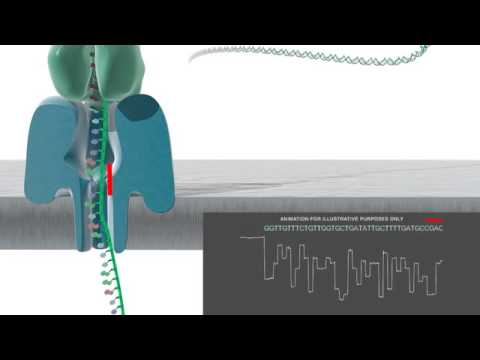 ANIMATION FOR ILLUSTRATIVE PURPOSES ONLY
GGTTGTTTCTGTTGGTGCTGATATTGCTTTTGATGCCGAC